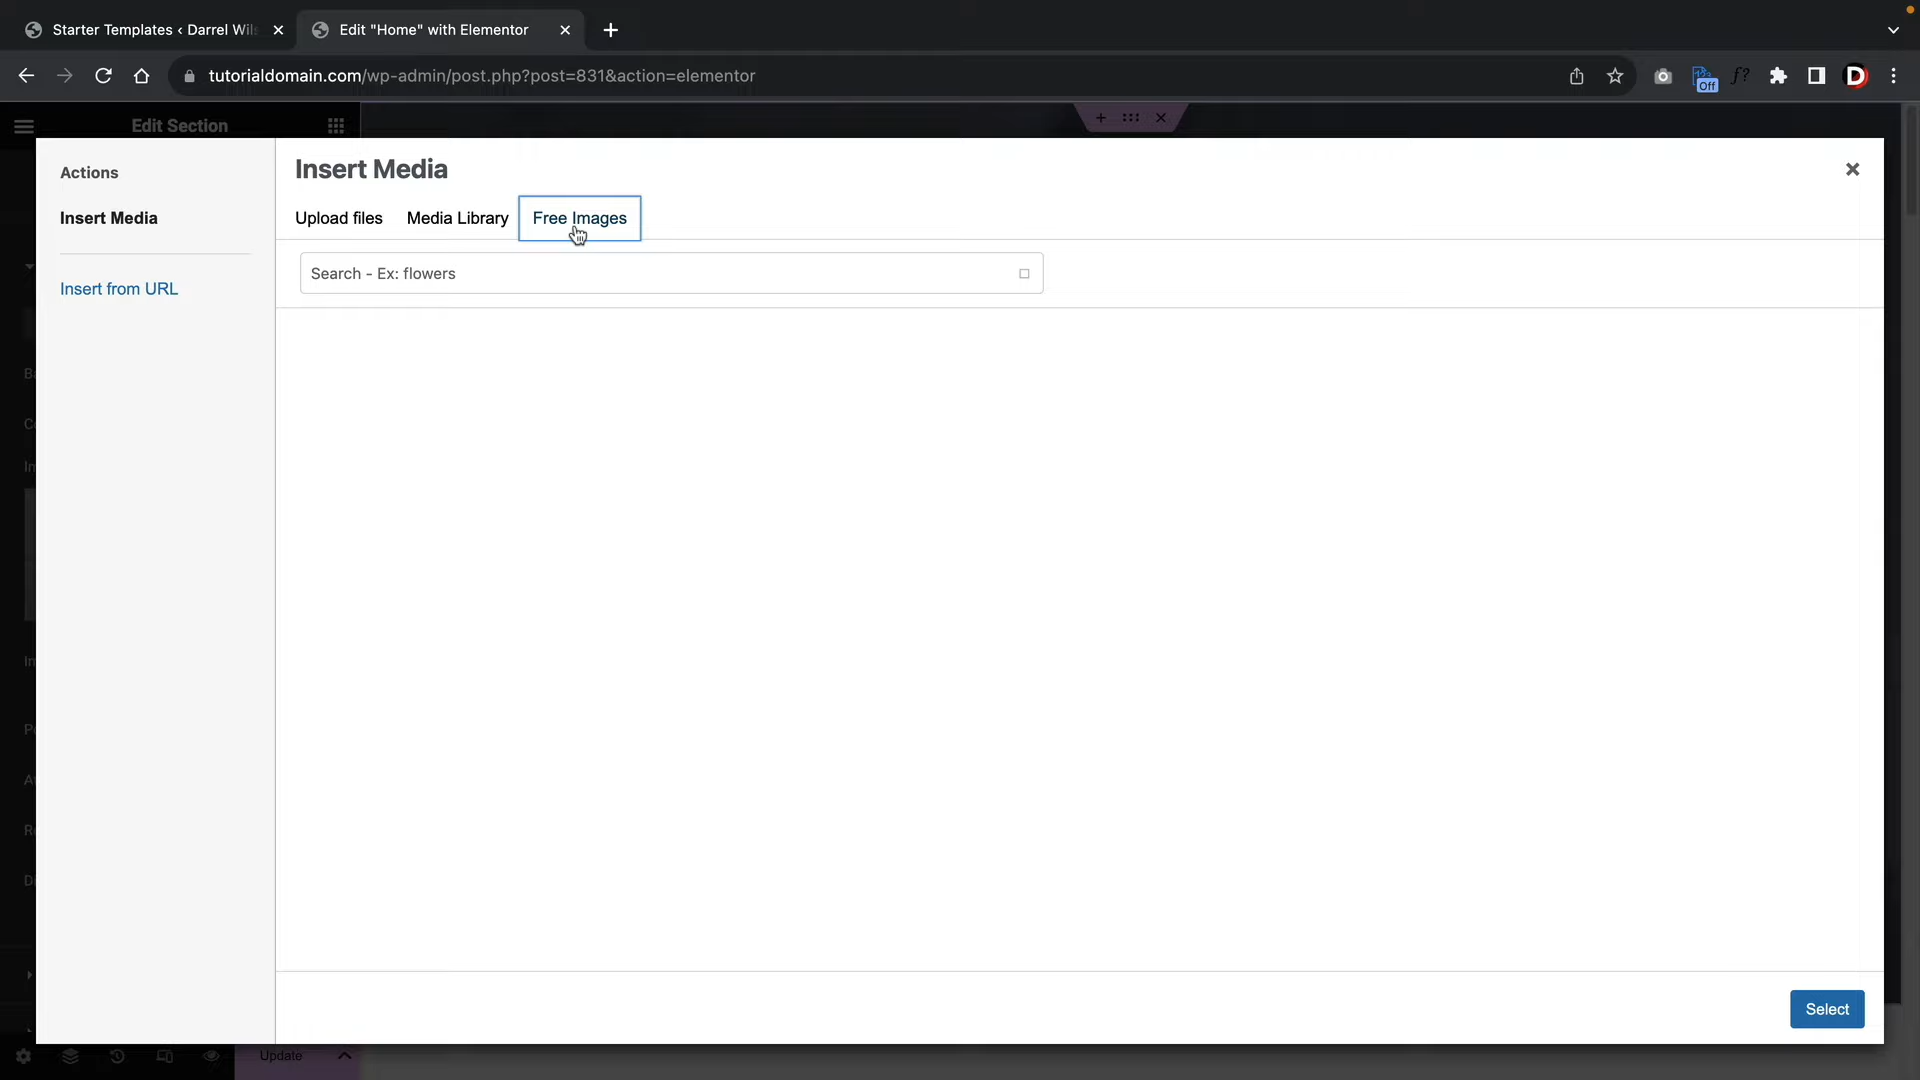 Starter Templates ‹ Darrel Wils
Edit "Home" with Elementor
tutorialdomain.com/wp-admin/post.php?post=831&action=elementor
f?
Off
D
Edit Section
Actions
Insert Media
Insert from URL
Insert Media
Upload files
Media Library
Free Images
Search - Ex: flowers
Select
Update